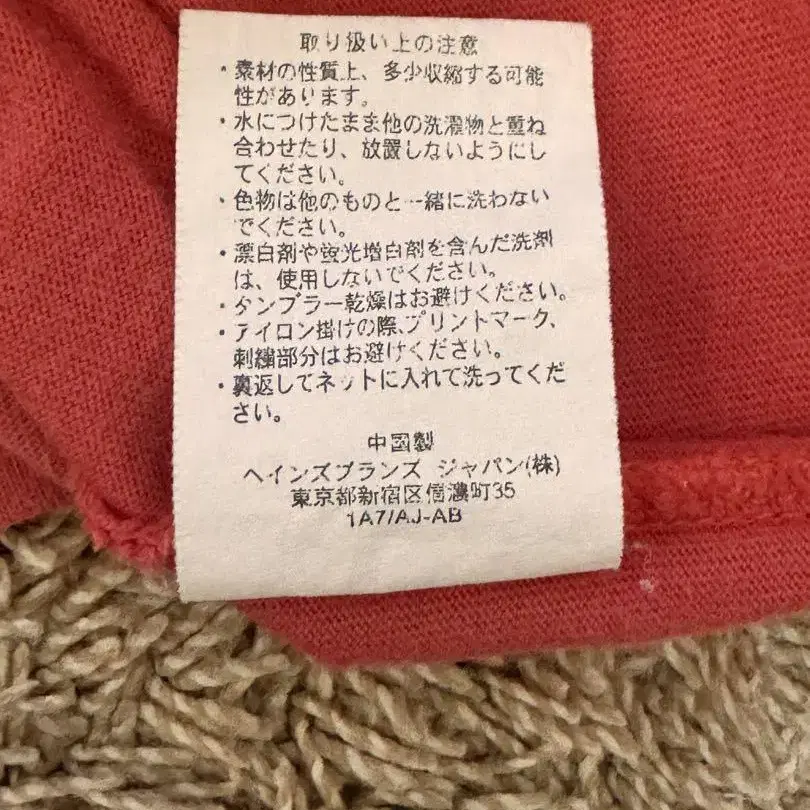 取り扱い上の注意
・素材の性質上、多少収縮する可能
性があります。
・水につけたまま他の洗濯物と重ね
合わせたり、放置しないようにし
てください。
・色物は他のものと一緒に洗わない
でください。
・漂白剤や蛍光増白剤を含んだ洗剤
は、使用しないでください。
・タンブラー乾燥はお避けください。
・アイロン掛けの際、プリントマーク、
刺繍部分はお避けください。
・裏返してネットに入れて洗ってくだ
さい。
中國製
ヘインズブランズ ジャパン(株)
東京都新宿区信濃町35
1A7/AJ-AB